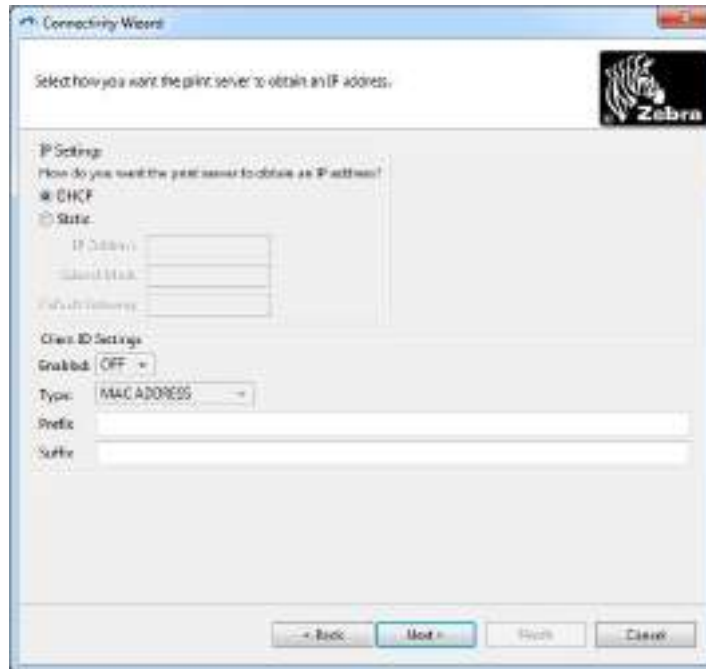 Connectivity Wizard
Select how you want the print server to obtain an IP address.
Zebra
IP Settings
How do you want the print server to obtain an IP address?
DHCP
Static
IP Address
Subnet Mask
Default Gateway
Client ID Settings
Enabled: OFF
Type: MAC ADDRESS
Prefix
Suffix
< Back
Next >
Finish
Cancel